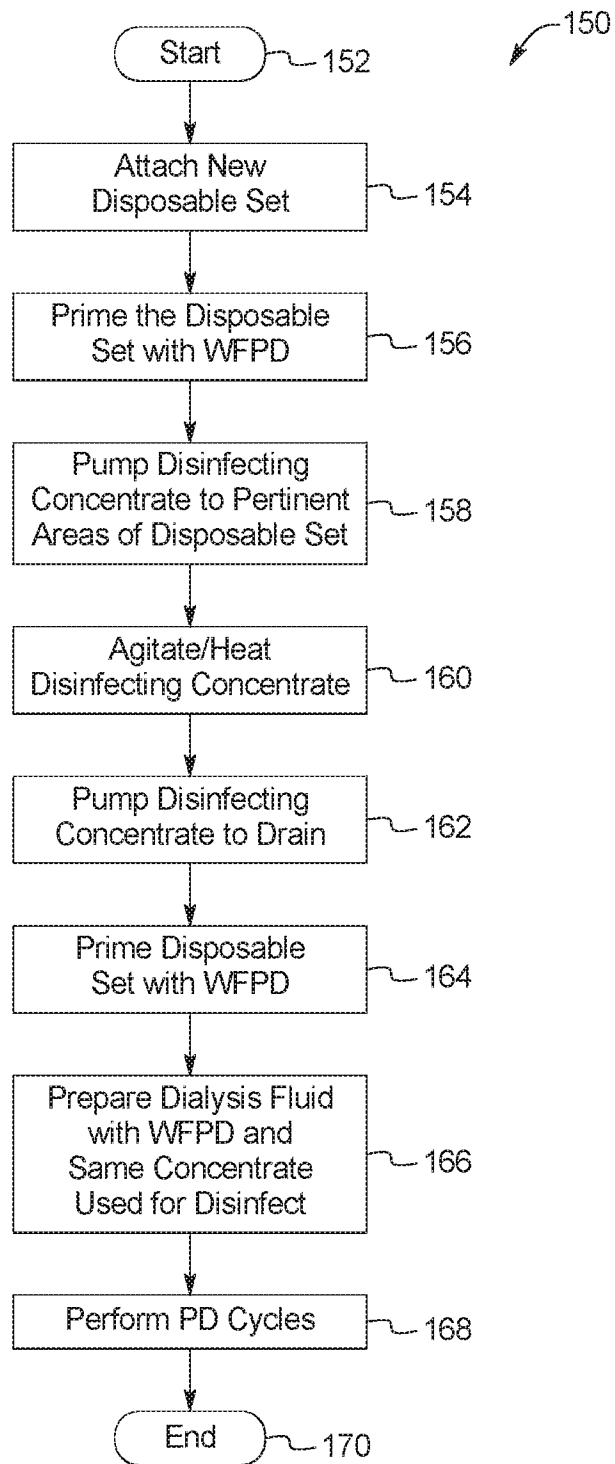 150
Start
152
Attach New
Disposable Set
154
Prime the Disposable
Set with WFPD
156
Pump Disinfecting
Concentrate to Pertinent
Areas of Disposable Set
158
Agitate/Heat
Disinfecting Concentrate
160
Pump Disinfecting
Concentrate to Drain
162
Prime Disposable
Set with WFPD
164
Prepare Dialysis Fluid
with WFPD and
Same Concentrate
Used for Disinfect
166
Perform PD Cycles
168
End
170